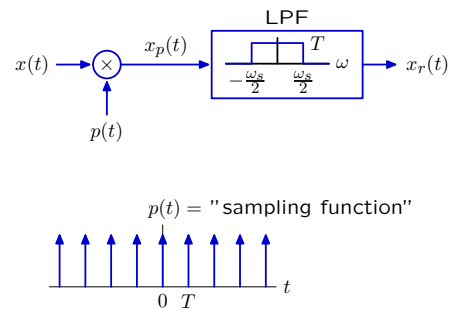 LPF
x(t) × x_p(t) T ω x_r(t)
−ω_s/2 ω_s/2
p(t)
p(t) = "sampling function"
t
0 T